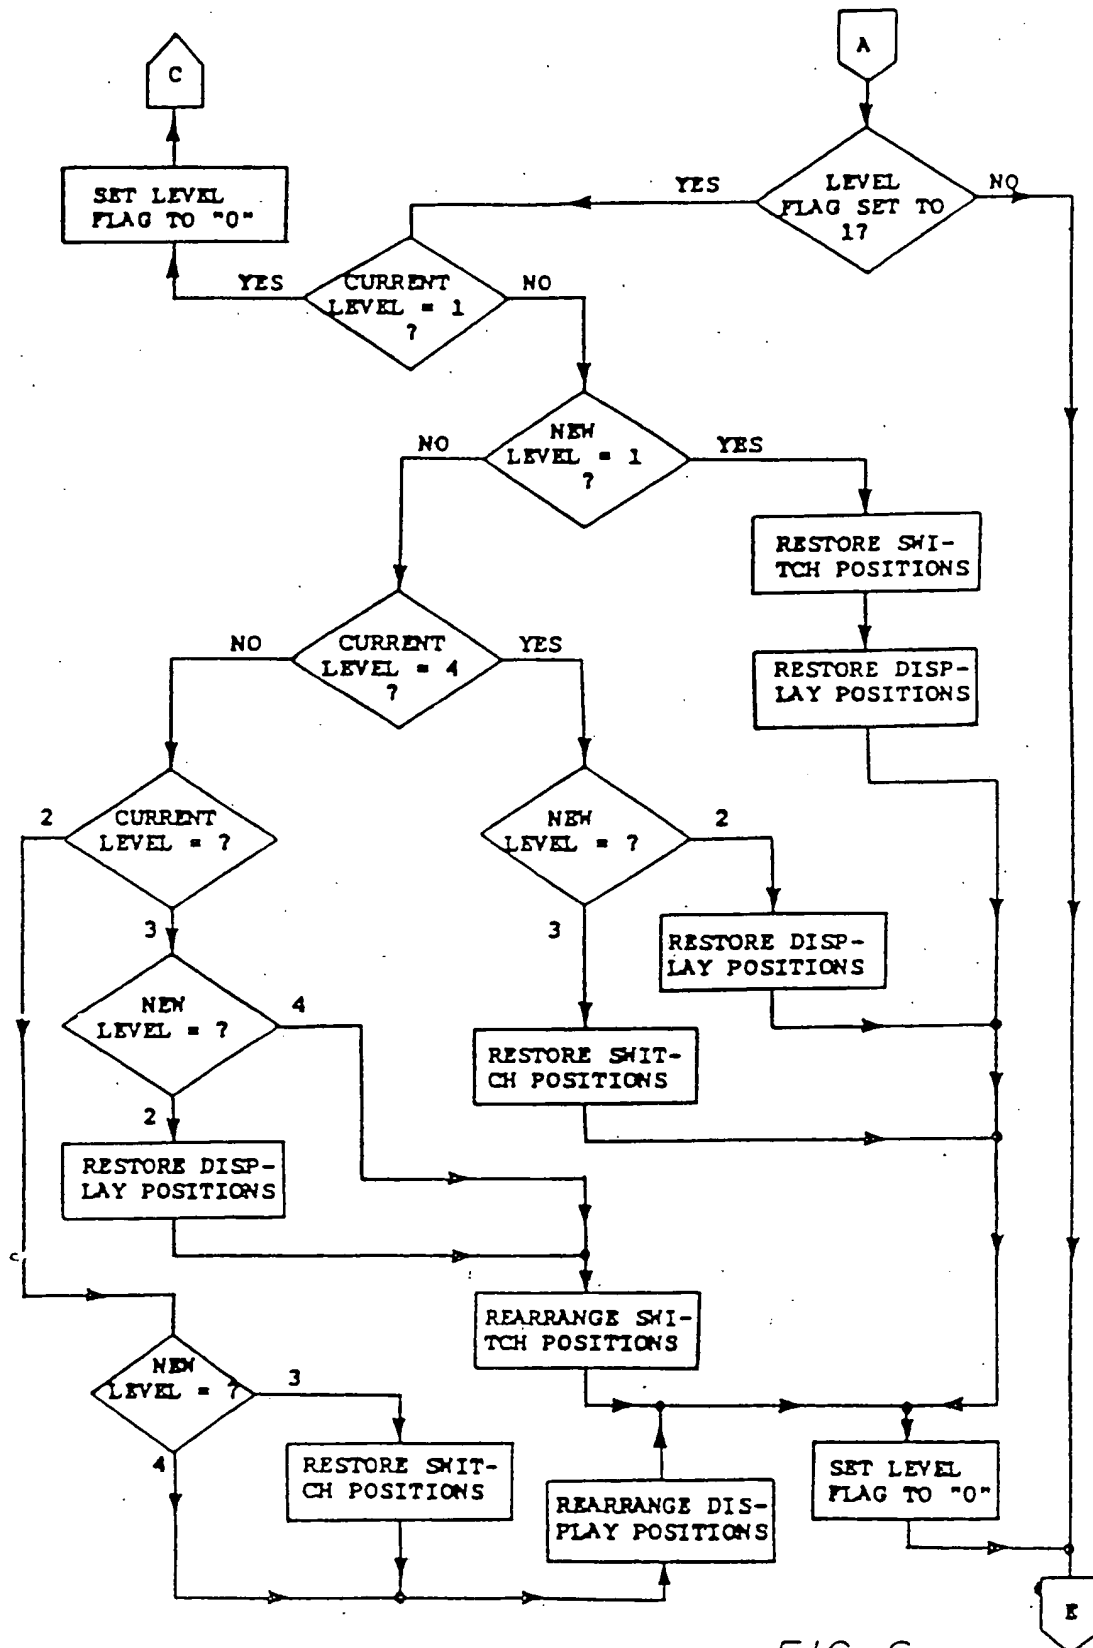 A
C
LEVEL
FLAG SET TO
1?
YES
NO
SET LEVEL
FLAG TO "0"
CURRENT
LEVEL = 1
?
YES
NO
NEW
LEVEL = 1
?
NO
YES
RESTORE SWI-
TCH POSITIONS
RESTORE DISP-
LAY POSITIONS
CURRENT
LEVEL = 4
?
NO
YES
CURRENT
LEVEL = ?
2
3
NEW
LEVEL = ?
2
3
RESTORE DISP-
LAY POSITIONS
RESTORE SWIT-
CH POSITIONS
NEW
LEVEL = ?
4
2
RESTORE DISP-
LAY POSITIONS
REARRANGE SWI-
TCH POSITIONS
NEW
LEVEL = ?
3
4
RESTORE SWIT-
CH POSITIONS
REARRANGE DIS-
PLAY POSITIONS
SET LEVEL
FLAG TO "0"
E